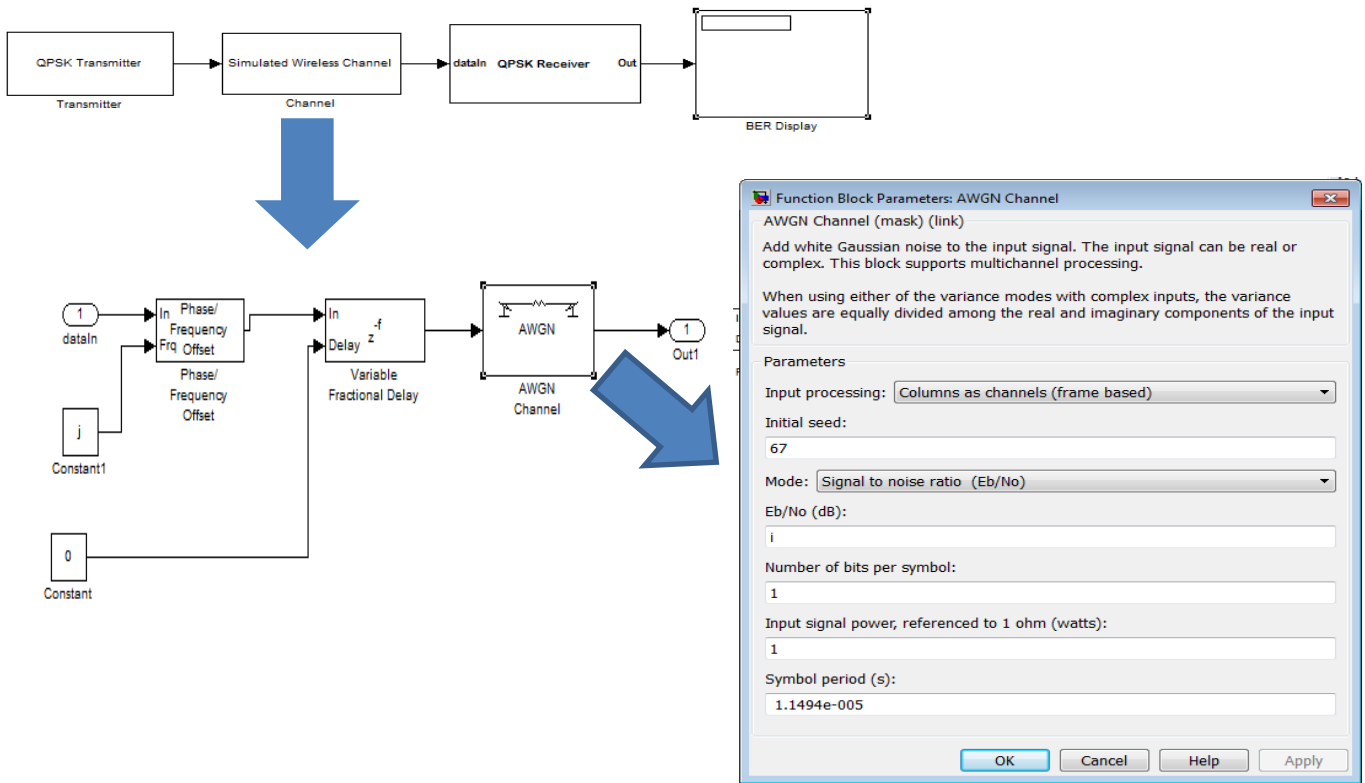 QPSK Transmitter
Transmitter
Simulated Wireless Channel
Channel
dataIn QPSK Receiver Out
BER Display
1
dataIn
In Phase/
Frequency
Frq Offset
Phase/
Frequency
Offset
j
Constant1
0
Constant
In
Delay z -f
Variable
Fractional Delay
AWGN
AWGN
Channel
1
Out1
Function Block Parameters: AWGN Channel
AWGN Channel (mask) (link)
Add white Gaussian noise to the input signal. The input signal can be real or
complex. This block supports multichannel processing.
When using either of the variance modes with complex inputs, the variance
values are equally divided among the real and imaginary components of the input
signal.
Parameters
Input processing: Columns as channels (frame based)
Initial seed:
67
Mode: Signal to noise ratio (Eb/No)
Eb/No (dB):
i
Number of bits per symbol:
1
Input signal power, referenced to 1 ohm (watts):
1
Symbol period (s):
1.1494e-005
OK Cancel Help Apply